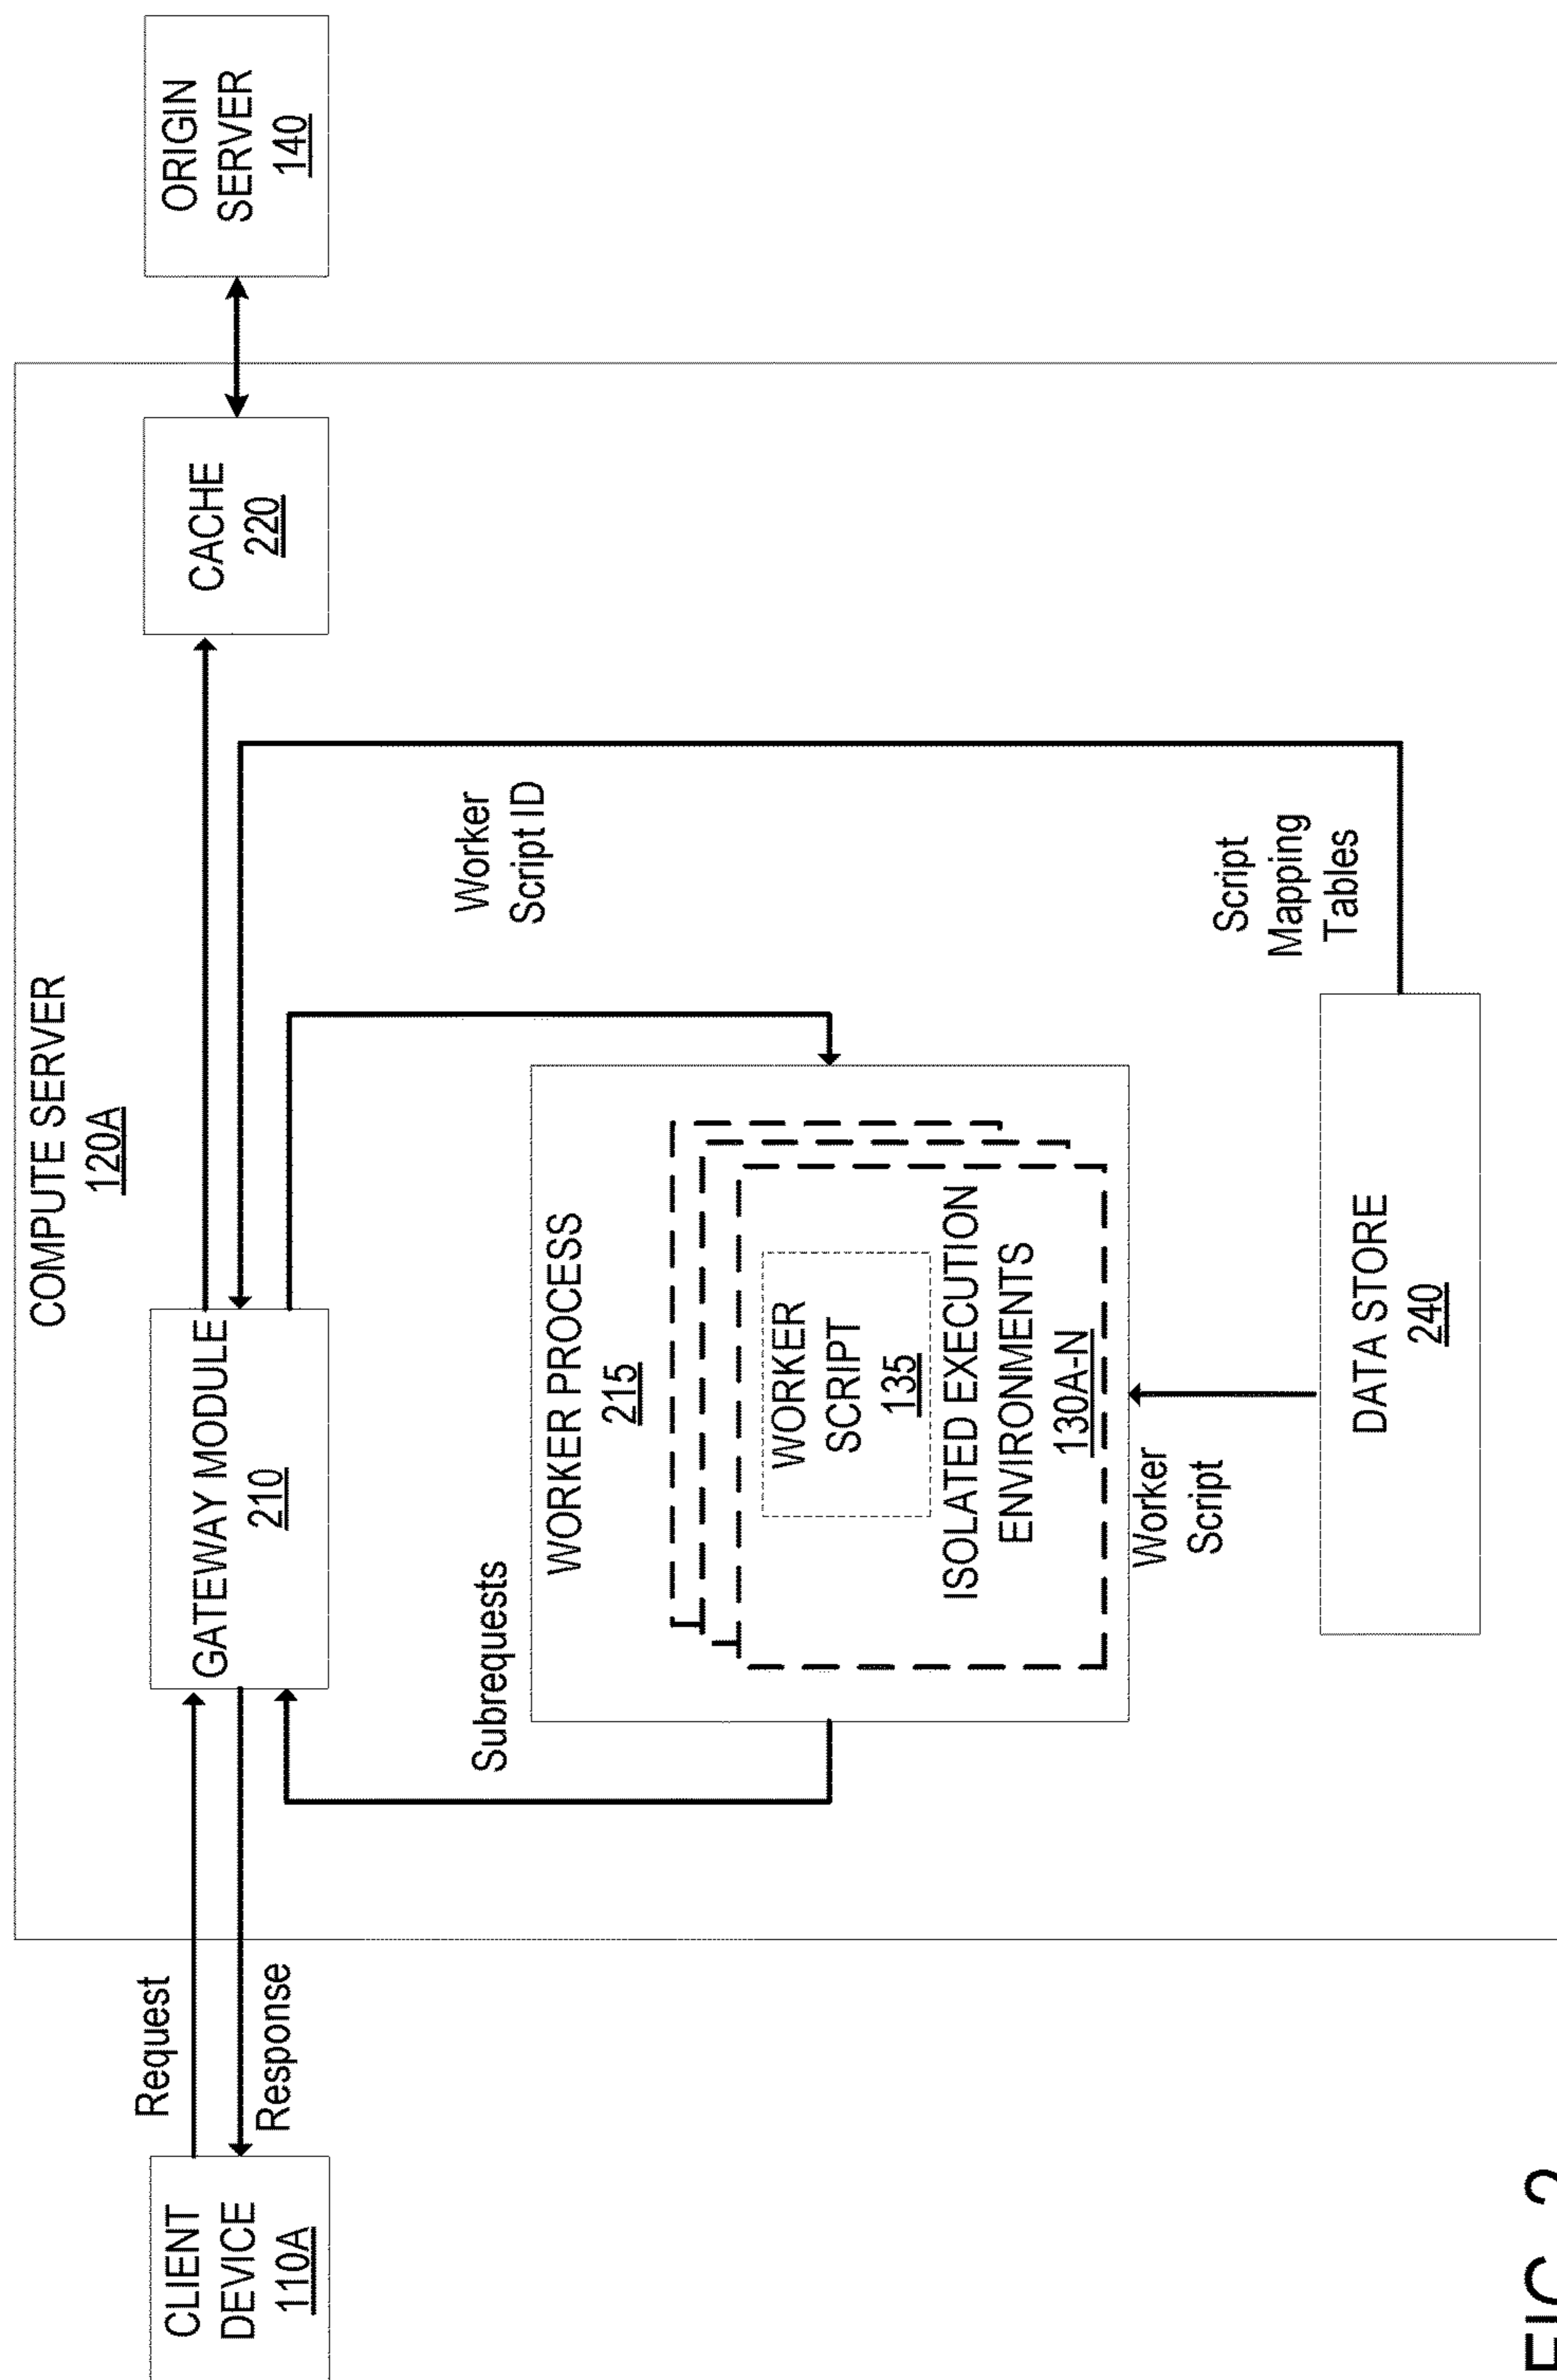 COMPUTE SERVER
120A
CLIENT
DEVICE
110A
Request
Response
GATEWAY MODULE
210
CACHE
220
ORIGIN
SERVER
140
Subrequests
Worker
Script ID
WORKER PROCESS
215
WORKER
SCRIPT
135
ISOLATED EXECUTION
ENVIRONMENTS
130A-N
Worker
Script
Script
Mapping
Tables
DATA STORE
240
FIG. 2